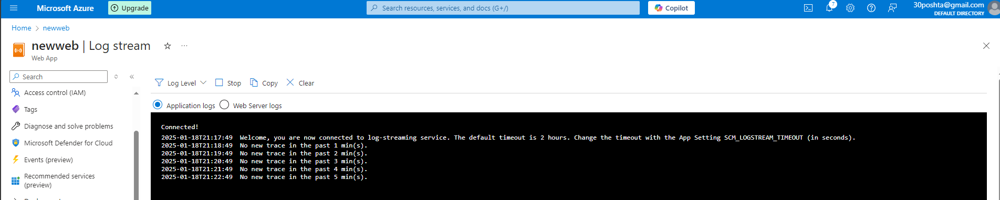 Microsoft Azure
Upgrade
Search resources, services, and docs (G+/)
Copilot
7
30poshta@gmail.com
DEFAULT DIRECTORY
Home > newweb
newweb | Log stream
Web App
Search
Log Level
Stop
Copy
Clear
Access control (IAM)
Tags
Diagnose and solve problems
Microsoft Defender for Cloud
Events (preview)
Recommended services
(preview)
Application logs
Web Server logs
Connected!
2025-01-18T21:17:49 Welcome, you are now connected to log-streaming service. The default timeout is 2 hours. Change the timeout with the App Setting SCM_LOGSTREAM_TIMEOUT (in seconds).
2025-01-18T21:18:49 No new trace in the past 1 min(s).
2025-01-18T21:19:49 No new trace in the past 2 min(s).
2025-01-18T21:20:49 No new trace in the past 3 min(s).
2025-01-18T21:21:49 No new trace in the past 4 min(s).
2025-01-18T21:22:49 No new trace in the past 5 min(s).